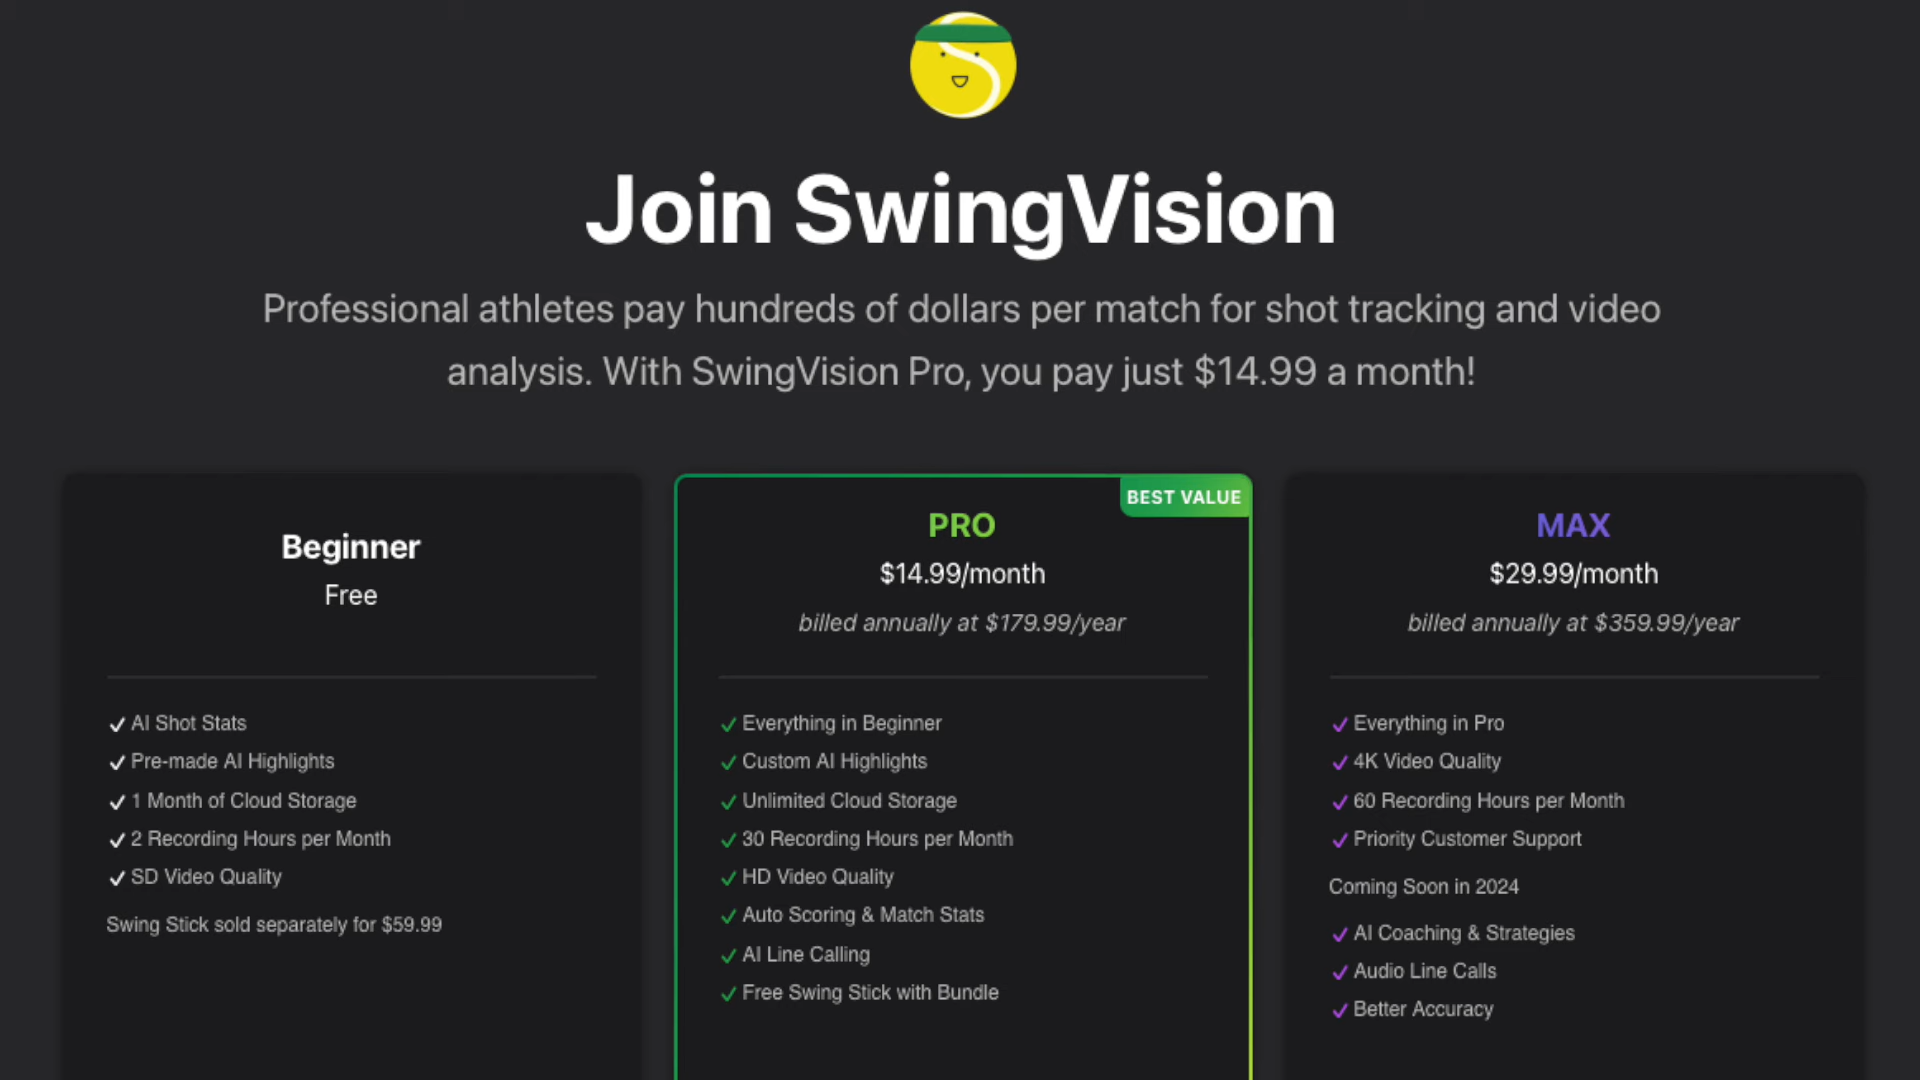 Join SwingVision
Professional athletes pay hundreds of dollars per match for shot tracking and video
analysis. With SwingVision Pro, you pay just $14.99 a month!
Beginner
Free
AI Shot Stats
Pre-made AI Highlights
1 Month of Cloud Storage
2 Recording Hours per Month
SD Video Quality
Swing Stick sold separately for $59.99
BEST VALUE
PRO
$14.99/month
billed annually at $179.99/year
Everything in Beginner
Custom AI Highlights
Unlimited Cloud Storage
30 Recording Hours per Month
HD Video Quality
Auto Scoring & Match Stats
AI Line Calling
Free Swing Stick with Bundle
MAX
$29.99/month
billed annually at $359.99/year
Everything in Pro
4K Video Quality
60 Recording Hours per Month
Priority Customer Support
Coming Soon in 2024
AI Coaching & Strategies
Audio Line Calls
Better Accuracy